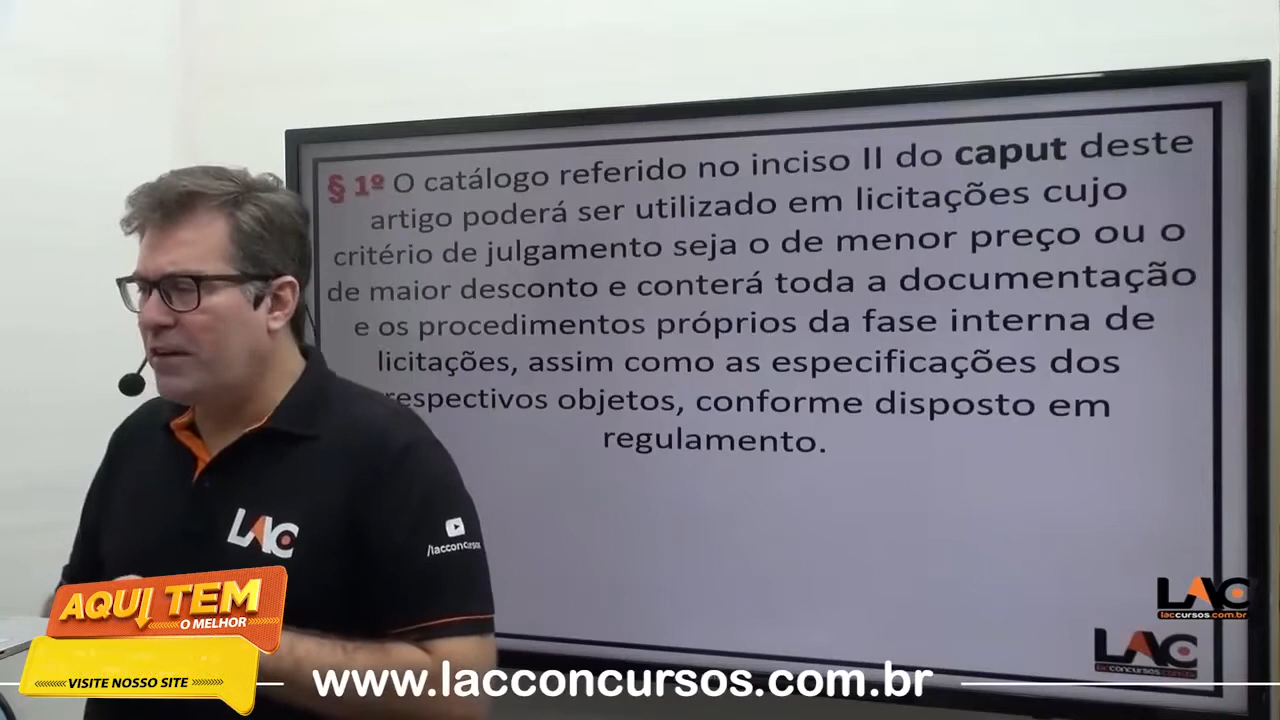 § 1º O catálogo referido no inciso II do caput deste
artigo poderá ser utilizado em licitações cujo
critério de julgamento seja o de menor preço ou o
de maior desconto e conterá toda a documentação
e os procedimentos próprios da fase interna de
licitações, assim como as especificações dos
respectivos objetos, conforme disposto em
regulamento.
LAC
/lacconcursos
AQUI TEM
O MELHOR
VISITE NOSSO SITE
www.lacconcursos.com.br
LAC
laccursos.com.br
LAC
lacconcursos.com.br